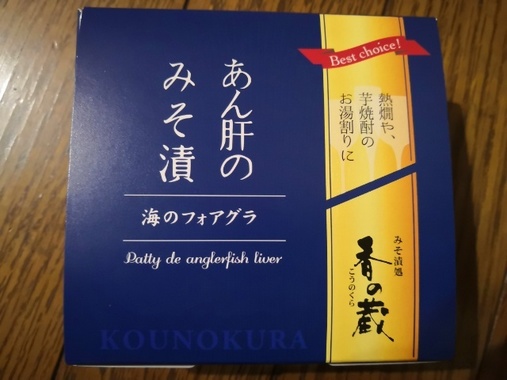 あん肝の
みそ漬
海のフォアグラ
Patty de anglerfish liver
KOUNOKURA
Best choice!
熱燗や、
芋焼酎の
お湯割りに
みそ漬処
香の蔵
こうのくら